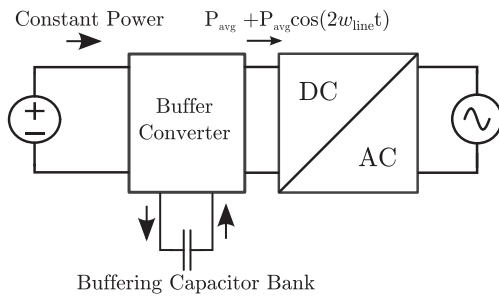 Constant Power
P_avg +P_avg cos(2w_line t)
Buffer
Converter
DC
AC
Buffering Capacitor Bank